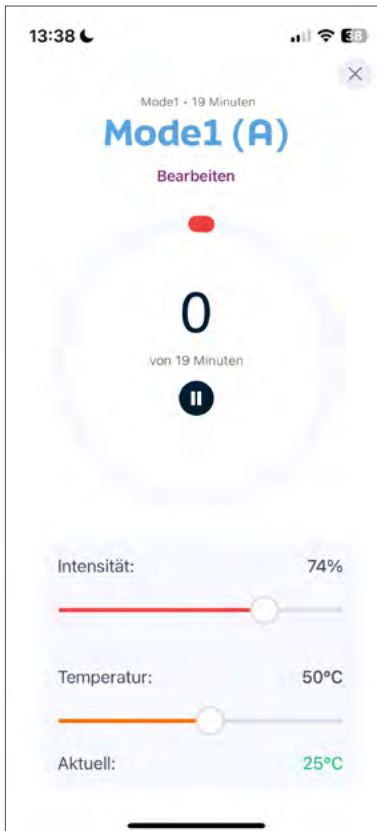 13:38
38
Mode1 • 19 Minuten
Mode1 (A)
Bearbeiten
0
von 19 Minuten
Intensität: 74%
Temperatur: 50°C
Aktuell: 25°C